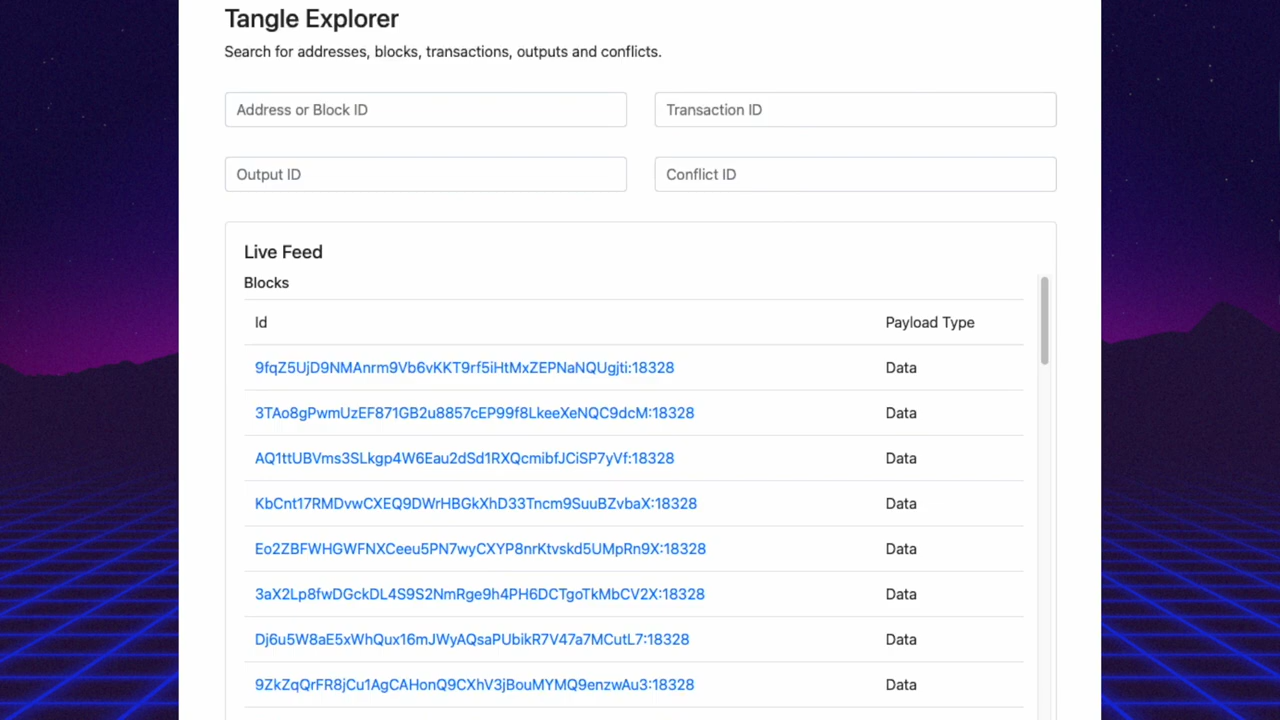 Tangle Explorer
Search for addresses, blocks, transactions, outputs and conflicts.
Address or Block ID
Transaction ID
Output ID
Conflict ID
Live Feed
Blocks
Id Payload Type
9fqZ5UjD9NMAnrm9Vb6vKKT9rf5iHtMxZEPNaNQUgjti:18328 Data
3TAo8gPwmUzEF871GB2u8857cEP99f8LkeeXeNQC9dcM:18328 Data
AQ1ttUBVms3SLkgp4W6Eau2dSd1RXQcmibfJCiSP7yVf:18328 Data
KbCnt17RMDvwCXEQ9DWrHBGkXhD33Tncm9SuuBZvbaX:18328 Data
Eo2ZBFWHGWFNXCeeu5PN7wyCXYP8nrKtvskd5UMpRn9X:18328 Data
3aX2Lp8fwDGckDL4S9S2NmRge9h4PH6DCTgoTkMbCV2X:18328 Data
Dj6u5W8aE5xWhQux16mJWyAQsaPUbikR7V47a7MCutL7:18328 Data
9ZkZqQrFR8jCu1AgCAHonQ9CXhV3jBouMYMQ9enzwAu3:18328 Data